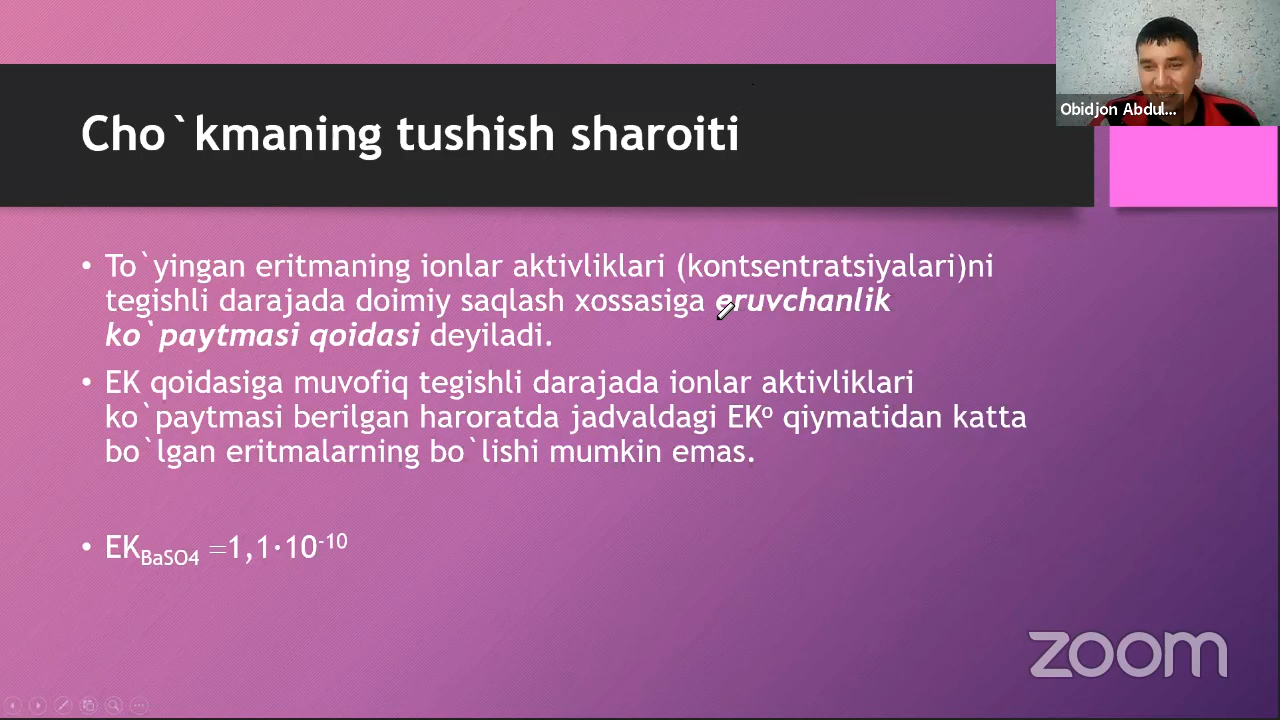 Obidjon Abdul...
Cho`kmaning tushish sharoiti
• To`yingan eritmaning ionlar aktivliklari (kontsentratsiyalari)ni
tegishli darajada doimiy saqlash xossasiga eruvchanlik
ko`paytmasi qoidasi deyiladi.
• EK qoidasiga muvofiq tegishli darajada ionlar aktivliklari
ko`paytmasi berilgan haroratda jadvaldagi EKº qiymatidan katta
bo`lgan eritmalarning bo`lishi mumkin emas.
• EK_BaSO4 =1,1·10⁻¹⁰
zoom